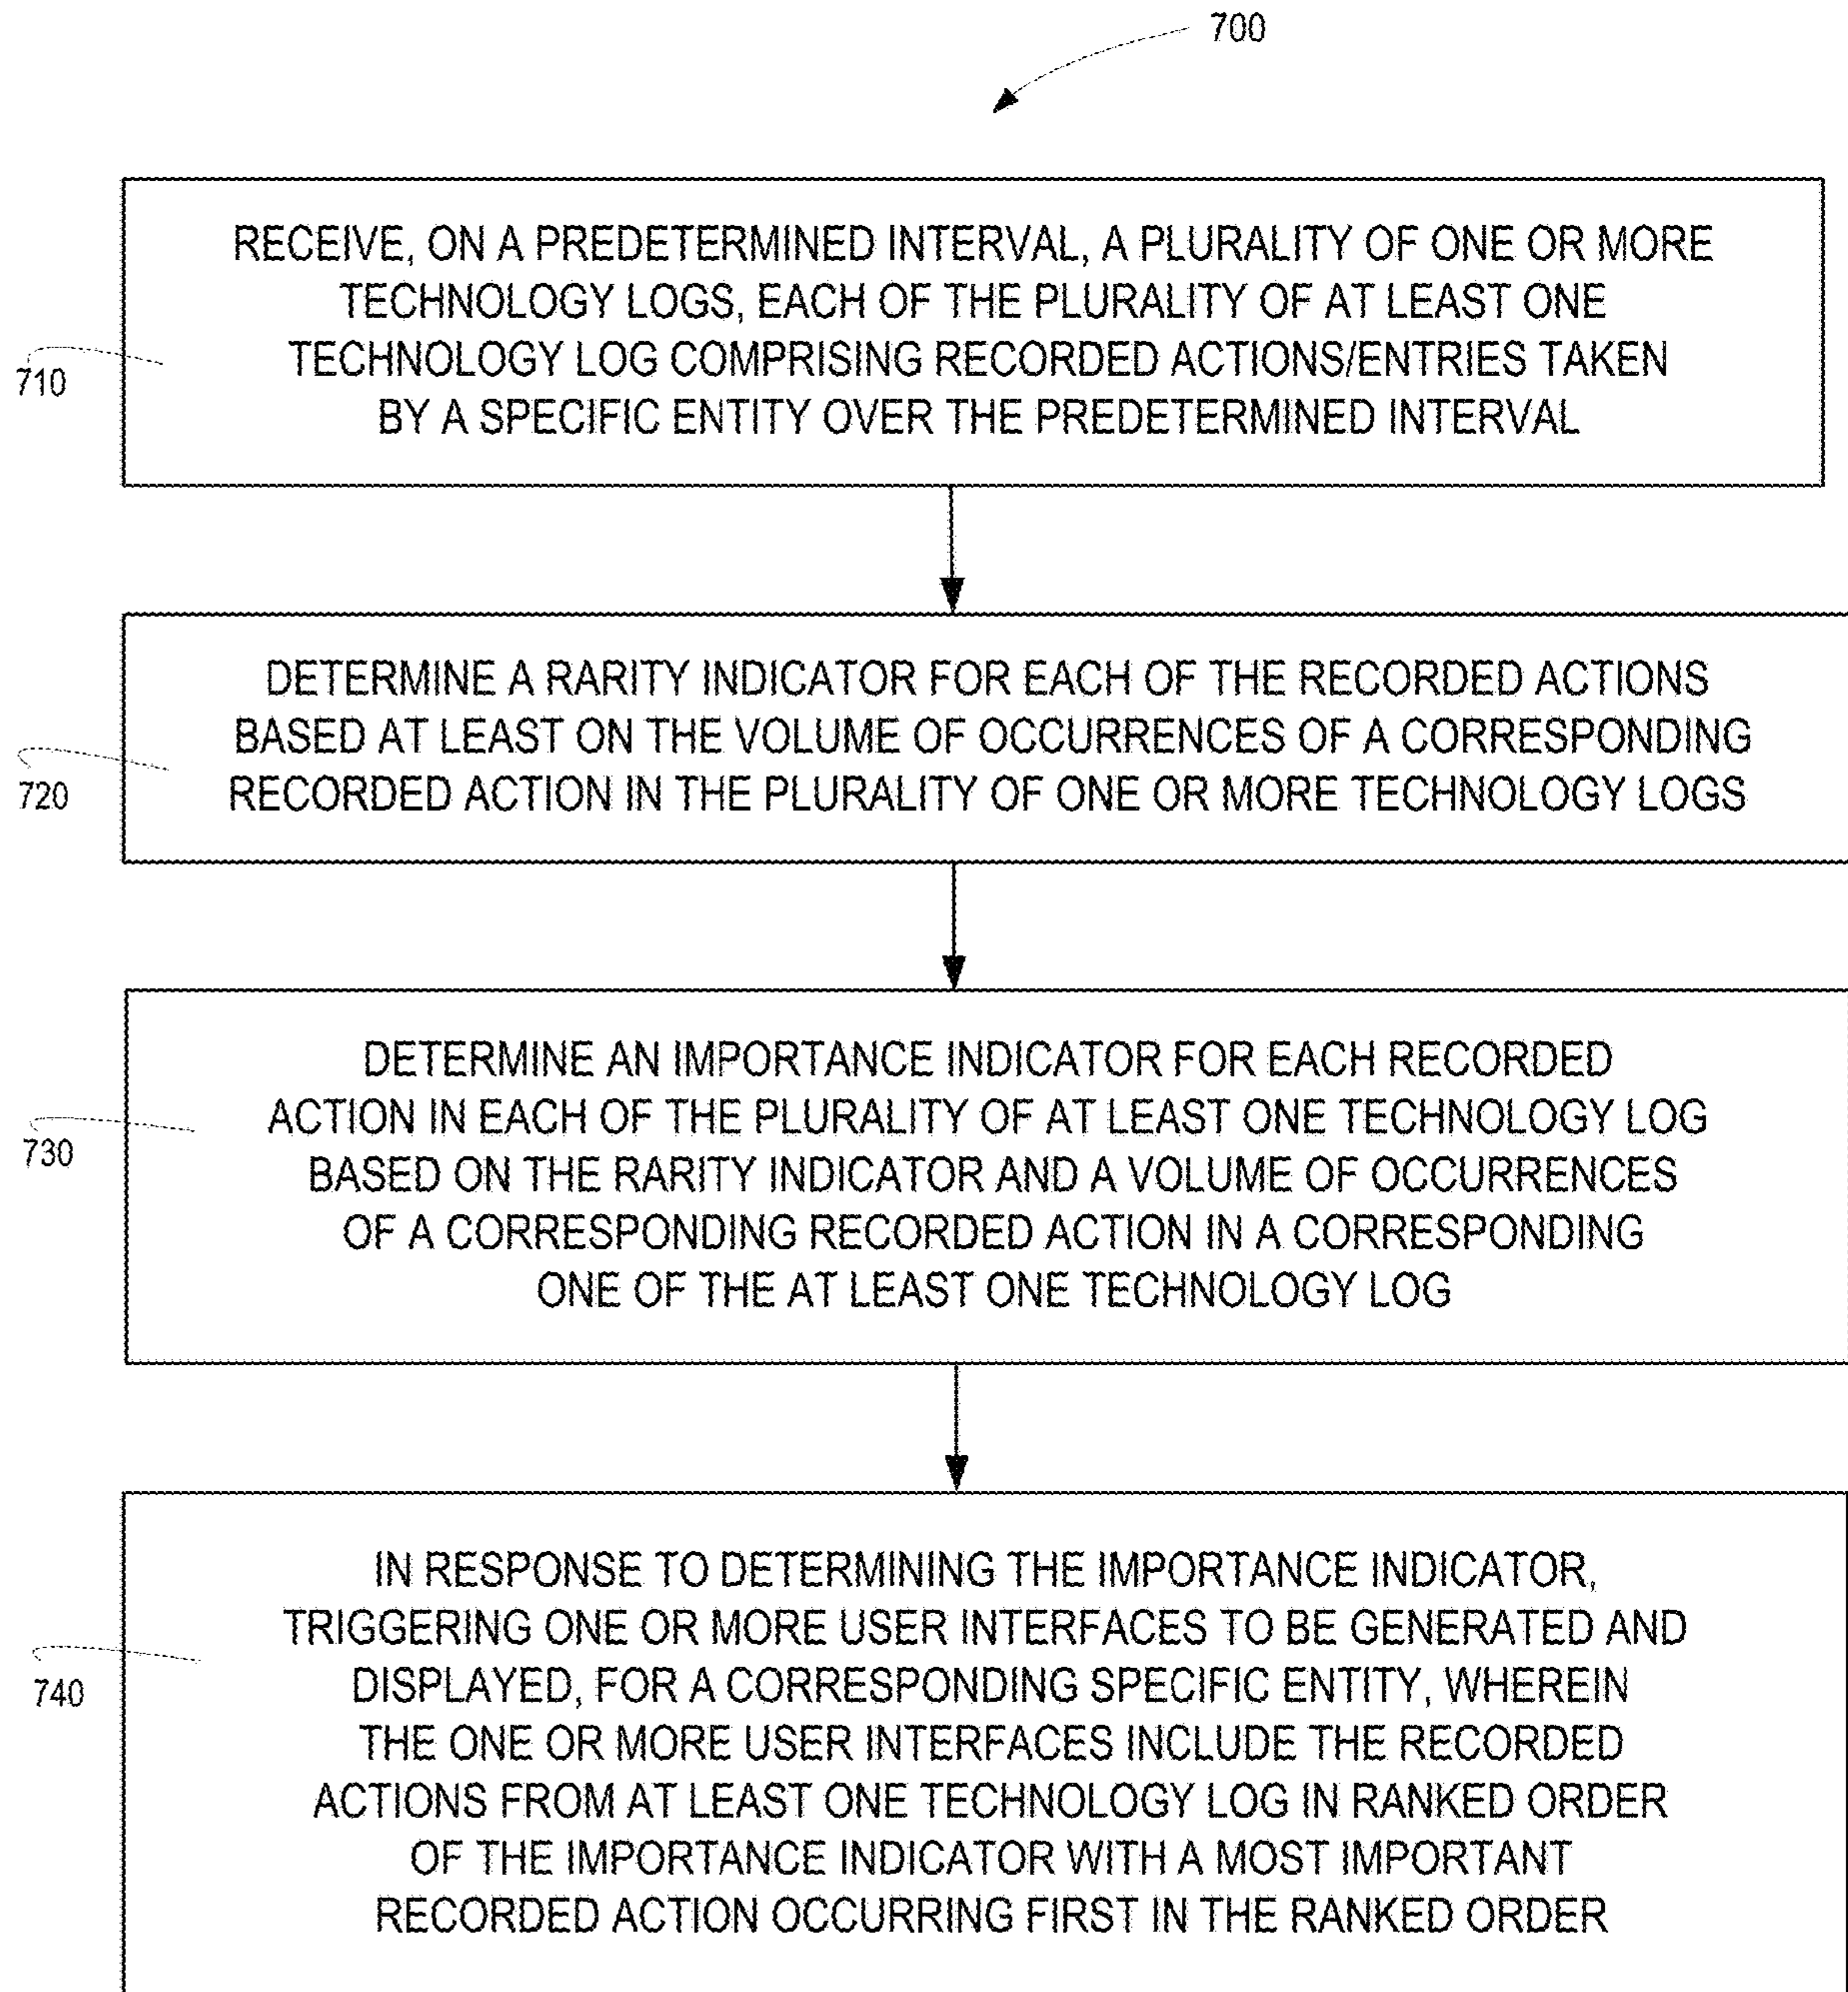 700
RECEIVE, ON A PREDETERMINED INTERVAL, A PLURALITY OF ONE OR MORE
TECHNOLOGY LOGS, EACH OF THE PLURALITY OF AT LEAST ONE
TECHNOLOGY LOG COMPRISING RECORDED ACTIONS/ENTRIES TAKEN
BY A SPECIFIC ENTITY OVER THE PREDETERMINED INTERVAL
710
DETERMINE A RARITY INDICATOR FOR EACH OF THE RECORDED ACTIONS
BASED AT LEAST ON THE VOLUME OF OCCURRENCES OF A CORRESPONDING
RECORDED ACTION IN THE PLURALITY OF ONE OR MORE TECHNOLOGY LOGS
720
DETERMINE AN IMPORTANCE INDICATOR FOR EACH RECORDED
ACTION IN EACH OF THE PLURALITY OF AT LEAST ONE TECHNOLOGY LOG
BASED ON THE RARITY INDICATOR AND A VOLUME OF OCCURRENCES
OF A CORRESPONDING RECORDED ACTION IN A CORRESPONDING
ONE OF THE AT LEAST ONE TECHNOLOGY LOG
730
IN RESPONSE TO DETERMINING THE IMPORTANCE INDICATOR,
TRIGGERING ONE OR MORE USER INTERFACES TO BE GENERATED AND
DISPLAYED, FOR A CORRESPONDING SPECIFIC ENTITY, WHEREIN
THE ONE OR MORE USER INTERFACES INCLUDE THE RECORDED
ACTIONS FROM AT LEAST ONE TECHNOLOGY LOG IN RANKED ORDER
OF THE IMPORTANCE INDICATOR WITH A MOST IMPORTANT
RECORDED ACTION OCCURRING FIRST IN THE RANKED ORDER
740